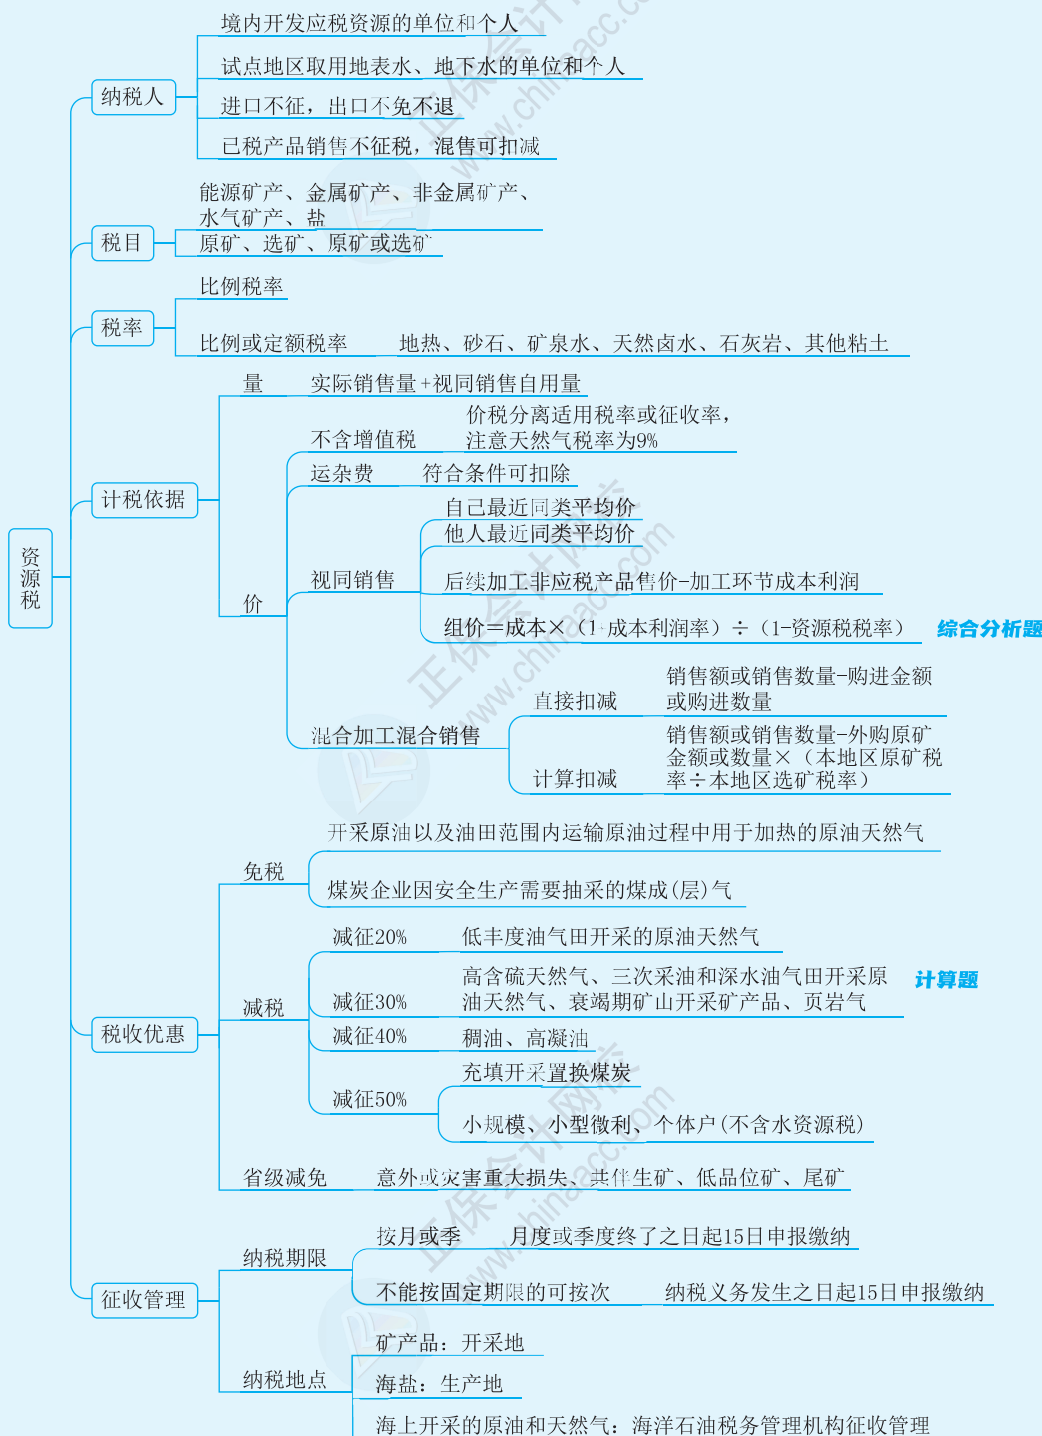 资源税
纳税人
境内开发应税资源的单位和个人
试点地区取用地表水、地下水的单位和个人
进口不征，出口不免不退
已税产品销售不征税，混售可扣减
税目
能源矿产、金属矿产、非金属矿产、
水气矿产、盐
原矿、选矿、原矿或选矿
税率
比例税率
比例或定额税率
地热、砂石、矿泉水、天然卤水、石灰岩、其他粘土
计税依据
量
实际销售量+视同销售自用量
价
不含增值税
价税分离适用税率或征收率，
注意天然气税率为9%
运杂费
符合条件可扣除
视同销售
自己最近同类平均价
他人最近同类平均价
后续加工非应税产品售价-加工环节成本利润
组价=成本×（1+成本利润率）÷（1-资源税税率）
综合分析题
混合加工混合销售
直接扣减
销售额或销售数量-购进金额
或购进数量
计算扣减
销售额或销售数量-外购原矿
金额或数量×（本地区原矿税
率÷本地区选矿税率）
税收优惠
免税
开采原油以及油田范围内运输原油过程中用于加热的原油天然气
煤炭企业因安全生产需要抽采的煤成(层)气
减税
减征20%
低丰度油气田开采的原油天然气
减征30%
高含硫天然气、三次采油和深水油气田开采原
油天然气、衰竭期矿山开采矿产品、页岩气
计算题
减征40%
稠油、高凝油
减征50%
充填开采置换煤炭
小规模、小型微利、个体户(不含水资源税)
省级减免
意外或灾害重大损失、共伴生矿、低品位矿、尾矿
征收管理
纳税期限
按月或季
月度或季度终了之日起15日申报缴纳
不能按固定期限的可按次
纳税义务发生之日起15日申报缴纳
纳税地点
矿产品：开采地
海盐：生产地
海上开采的原油和天然气：海洋石油税务管理机构征收管理
正保会计网校
www.chinaacc.com
正保会计网校
www.chinaacc.com
正保会计网校
www.chinaacc.com